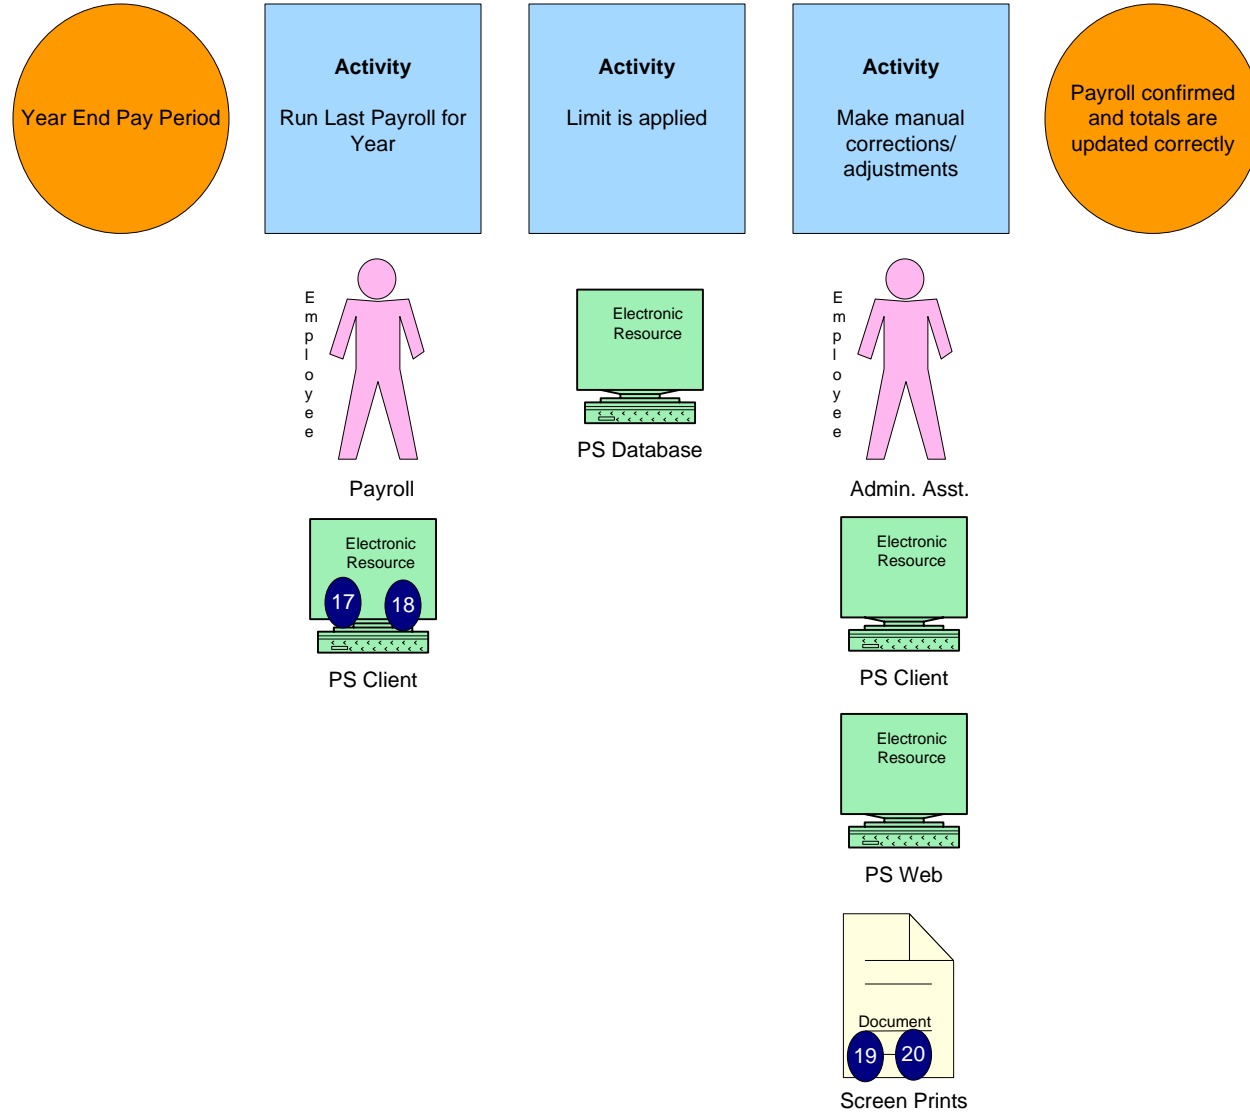 Year End Pay Period
Activity
Run Last Payroll for
Year
Activity
Limit is applied
Activity
Make manual
corrections/
adjustments
Payroll confirmed
and totals are
updated correctly
Employee
Payroll
Electronic
Resource
17
18
PS Client
Electronic
Resource
PS Database
Employee
Admin. Asst.
Electronic
Resource
PS Client
Electronic
Resource
PS Web
Document
19
20
Screen Prints